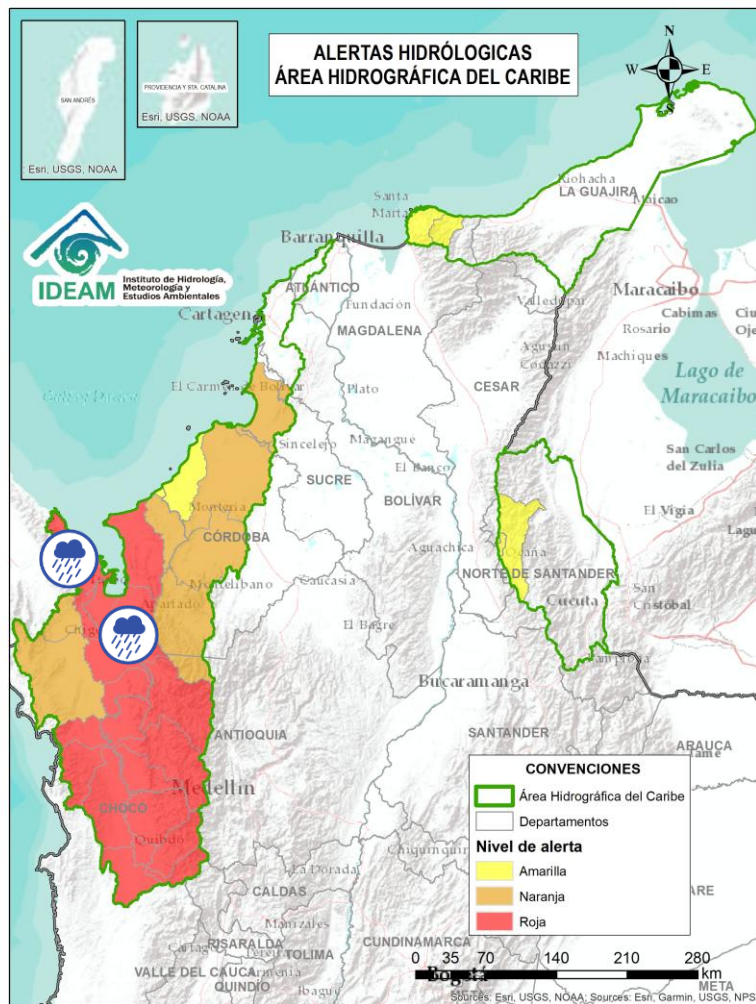 ALERTAS HIDRÓLOGICAS
ÁREA HIDROGRÁFICA DEL CARIBE
N
W
E
S
SAN ANDRÉS
: Esri, USGS, NOAA
PROVIDENCIA Y STA. CATALINA
Esri, USGS, NOAA
IDEAM
Instituto de Hidrología,
Meteorología y
Estudios Ambientales
Riohacha
LA GUAJIRA
Maicao
Santa
Marta
Barranquilla
ATLÁNTICO
Fundación
Valledupar
Maracaibo
Cartagena
MAGDALENA
Cabimas
Rosario
Agustín
Codazzi
Machiques
El Carmen de Bolívar
Plato
CESAR
Lago de
Maracaibo
Sincelejo
Magangue
San Carlos
del Zulia
SUCRE
El Banco
BOLÍVAR
Montería
El Vigía
CÓRDOBA
Aguachica
Ocaña
NORTE DE SANTANDER
Montelíbano
Caucasia
Apartadó
San
Cristóbal
Cúcuta
El Bagre
Pamplona
Bucaramanga
ANTIOQUIA
SANTANDER
ARAUCA
Medellín
CHOCÓ
Quibdó
La Dorada
CALDAS
Manizales
RISARALDA
TOLIMA
CUNDINAMARCA
VALLE DEL CAUCA
Armenia
QUINDÍO
Ibagué
Bogotá
META
CONVENCIONES
Área Hidrográfica del Caribe
Departamentos
Nivel de alerta
Amarilla
Naranja
Roja
0 35 70 140 210 280
km
Sources: Esri, USGS, NOAA; Sources: Esri, Garmin, USGS, NPS